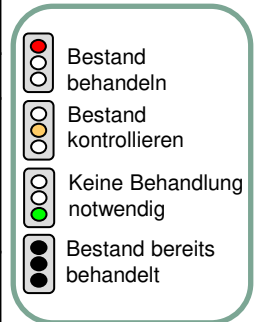 Bestand
behandeln
Bestand
kontrollieren
Keine Behandlung
notwendig
Bestand bereits
behandelt